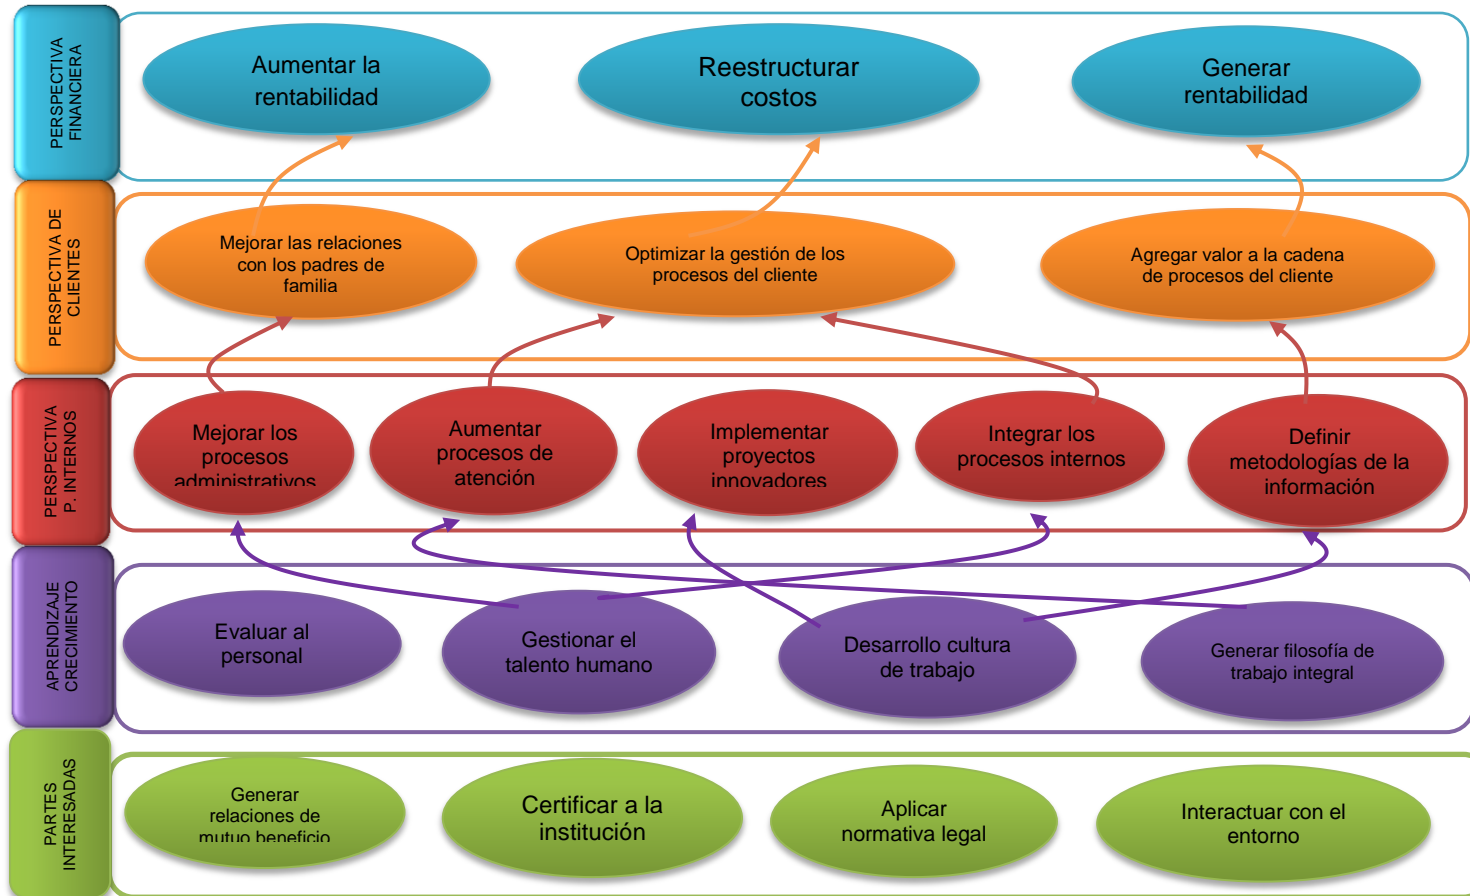 PERSPECTIVA
FINANCIERA
Aumentar la
rentabilidad
Reestructurar
costos
Generar
rentabilidad
PERSPECTIVA DE
CLIENTES
Mejorar las relaciones
con los padres de
familia
Optimizar la gestión de los
procesos del cliente
Agregar valor a la cadena
de procesos del cliente
PERSPECTIVA
P. INTERNOS
Mejorar los
procesos
administrativos
Aumentar
procesos de
atención
Implementar
proyectos
innovadores
Integrar los
procesos internos
Definir
metodologías de la
información
APRENDIZAJE
CRECIMIENTO
Evaluar al
personal
Gestionar el
talento humano
Desarrollo cultura
de trabajo
Generar filosofía de
trabajo integral
PARTES
INTERESADAS
Generar
relaciones de
mutuo beneficio
Certificar a la
institución
Aplicar
normativa legal
Interactuar con el
entorno